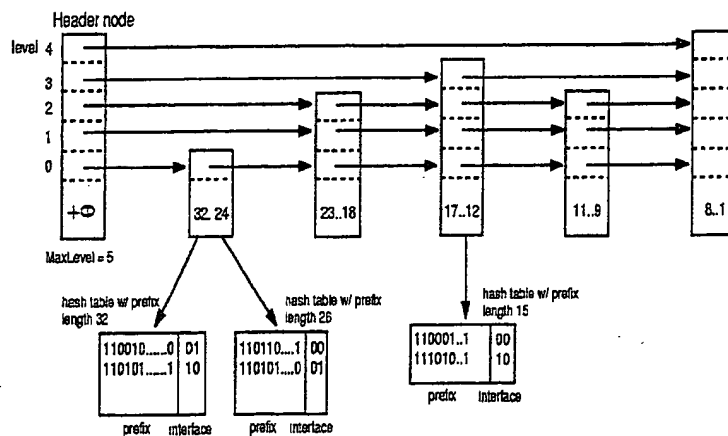 Header node
level 4
3
2
1
0
+θ
32..24
23..18
17..12
11..9
8..1
MaxLevel = 5
hash table w/ prefix
length 32
hash table w/ prefix
length 26
hash table w/ prefix
length 15
110010......0 01
110101......1 10
prefix interface
110110....1 00
110101....0 01
prefix interface
110001..1 00
111010..1 10
prefix interface